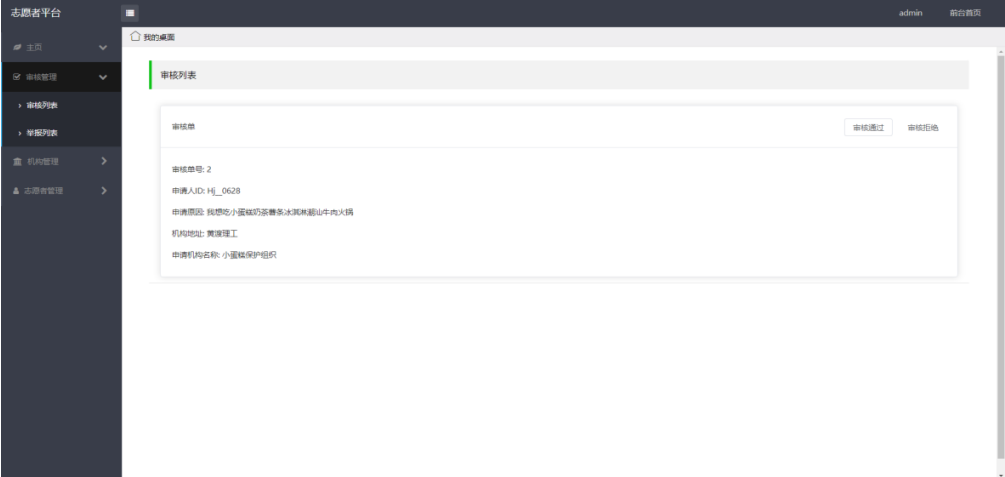 志愿者平台
admin
前台首页
主页
我的桌面
审核管理
审核列表
举报列表
机构管理
志愿者管理
审核列表
审核单
审核通过
审核拒绝
审核单号: 2
申请人ID: Hj__0628
申请原因: 我想吃小蛋糕奶茶薯条冰淇淋潮汕牛肉火锅
机构地址: 黄渡理工
申请机构名称: 小蛋糕保护组织